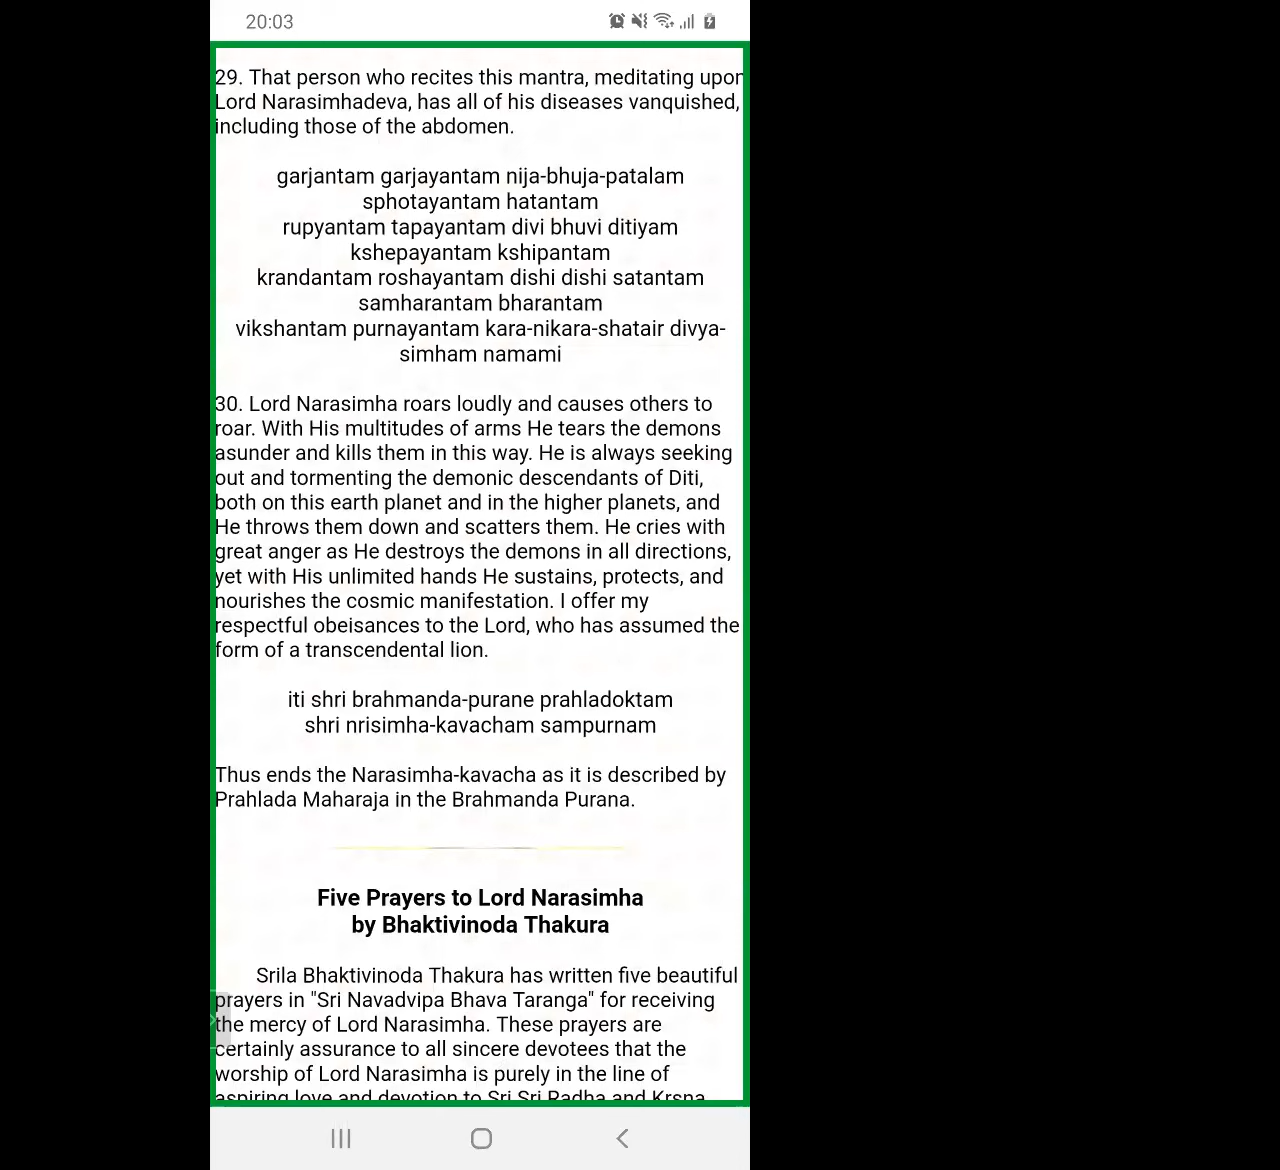 20:03
29. That person who recites this mantra, meditating upon
Lord Narasimhadeva, has all of his diseases vanquished,
including those of the abdomen.
garjantam garjayantam nija-bhuja-patalam
sphotayantam hatantam
rupyantam tapayantam divi bhuvi ditiyam
kshepayantam kshipantam
krandantam roshayantam dishi dishi satantam
samharantam bharantam
vikshantam purnayantam kara-nikara-shatair divya-
simham namami
30. Lord Narasimha roars loudly and causes others to
roar. With His multitudes of arms He tears the demons
asunder and kills them in this way. He is always seeking
out and tormenting the demonic descendants of Diti,
both on this earth planet and in the higher planets, and
He throws them down and scatters them. He cries with
great anger as He destroys the demons in all directions,
yet with His unlimited hands He sustains, protects, and
nourishes the cosmic manifestation. I offer my
respectful obeisances to the Lord, who has assumed the
form of a transcendental lion.
iti shri brahmanda-purane prahladoktam
shri nrisimha-kavacham sampurnam
Thus ends the Narasimha-kavacha as it is described by
Prahlada Maharaja in the Brahmanda Purana.
Five Prayers to Lord Narasimha
by Bhaktivinoda Thakura
Srila Bhaktivinoda Thakura has written five beautiful
prayers in "Sri Navadvipa Bhava Taranga" for receiving
the mercy of Lord Narasimha. These prayers are
certainly assurance to all sincere devotees that the
worship of Lord Narasimha is purely in the line of
aspiring love and devotion to Sri Sri Radha and Krsna